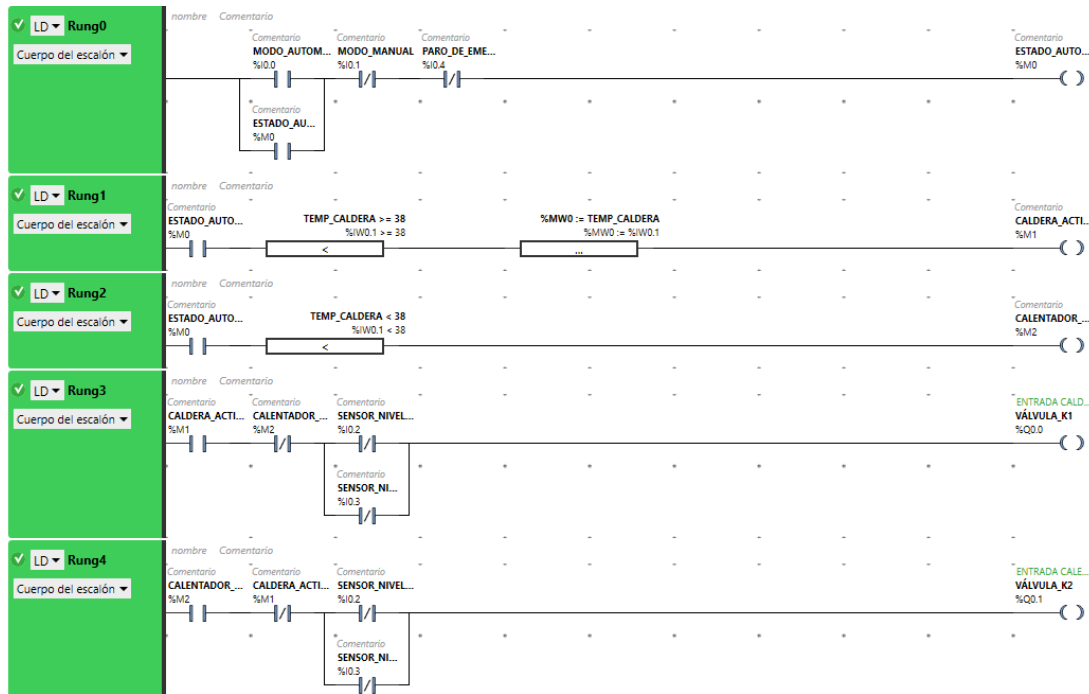 nombre Comentario
LD Rung0
Cuerpo del escalón
Comentario Comentario Comentario Comentario
MODO_AUTOM... MODO_MANUAL PARO_DE_EME... ESTADO_AUTO...
%I0.0 %I0.1 %I0.4 %M0
Comentario
ESTADO_AU...
%M0
nombre Comentario
LD Rung1
Cuerpo del escalón
Comentario Comentario
ESTADO_AUTO... TEMP_CALDERA >= 38 %MW0 := TEMP_CALDERA CALDERA_ACTI...
%M0 %IW0.1 >= 38 %MW0 := %IW0.1 %M1
< ...
nombre Comentario
LD Rung2
Cuerpo del escalón
Comentario Comentario
ESTADO_AUTO... TEMP_CALDERA < 38 CALENTADOR_...
%M0 %IW0.1 < 38 %M2
<
nombre Comentario
LD Rung3
Cuerpo del escalón
Comentario Comentario Comentario ENTRADA CALD...
CALDERA_ACTI... CALENTADOR_... SENSOR_NIVEL... VÁLVULA_K1
%M1 %M2 %I0.2 %Q0.0
Comentario
SENSOR_NI...
%I0.3
nombre Comentario
LD Rung4
Cuerpo del escalón
Comentario Comentario Comentario ENTRADA CALE...
CALENTADOR_... CALDERA_ACTI... SENSOR_NIVEL... VÁLVULA_K2
%M2 %M1 %I0.2 %Q0.1
Comentario
SENSOR_NI...
%I0.3